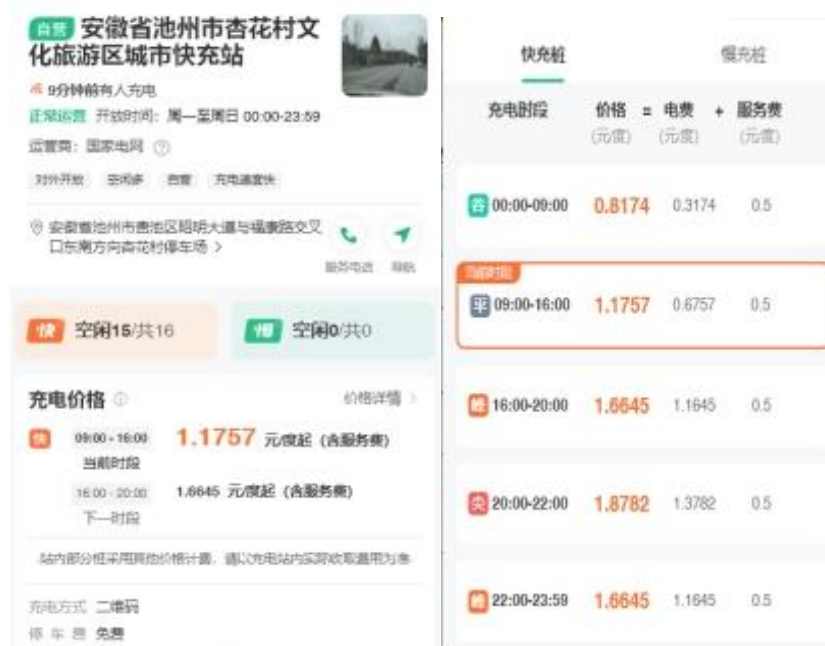 自营 安徽省池州市杏花村文
化旅游区城市快充站
9分钟前有人充电
正常运营 开放时间：周一至周日 00:00-23:59
运营商：国家电网
对外开放 空闲多 自营 充电速度快
安徽省池州市贵池区昭明大道与福康路交叉
口东南方向杏花村停车场 >
服务电话 导航
快 空闲15/共16
慢 空闲0/共0
充电价格
价格详情 >
快 09:00 - 16:00 1.1757 元/度起（含服务费）
当前时段
16:00 - 20:00 1.6645 元/度起（含服务费）
下一时段
站内部分桩采用其他价格计费，请以充电站内实际收取费用为准
充电方式 二维码
停车费 免费
快充桩 慢充桩
充电时段 价格 = 电费 + 服务费
(元/度) (元/度) (元/度)
谷 00:00-09:00 0.8174 0.3174 0.5
当前时段
平 09:00-16:00 1.1757 0.6757 0.5
峰 16:00-20:00 1.6645 1.1645 0.5
尖 20:00-22:00 1.8782 1.3782 0.5
峰 22:00-23:59 1.6645 1.1645 0.5